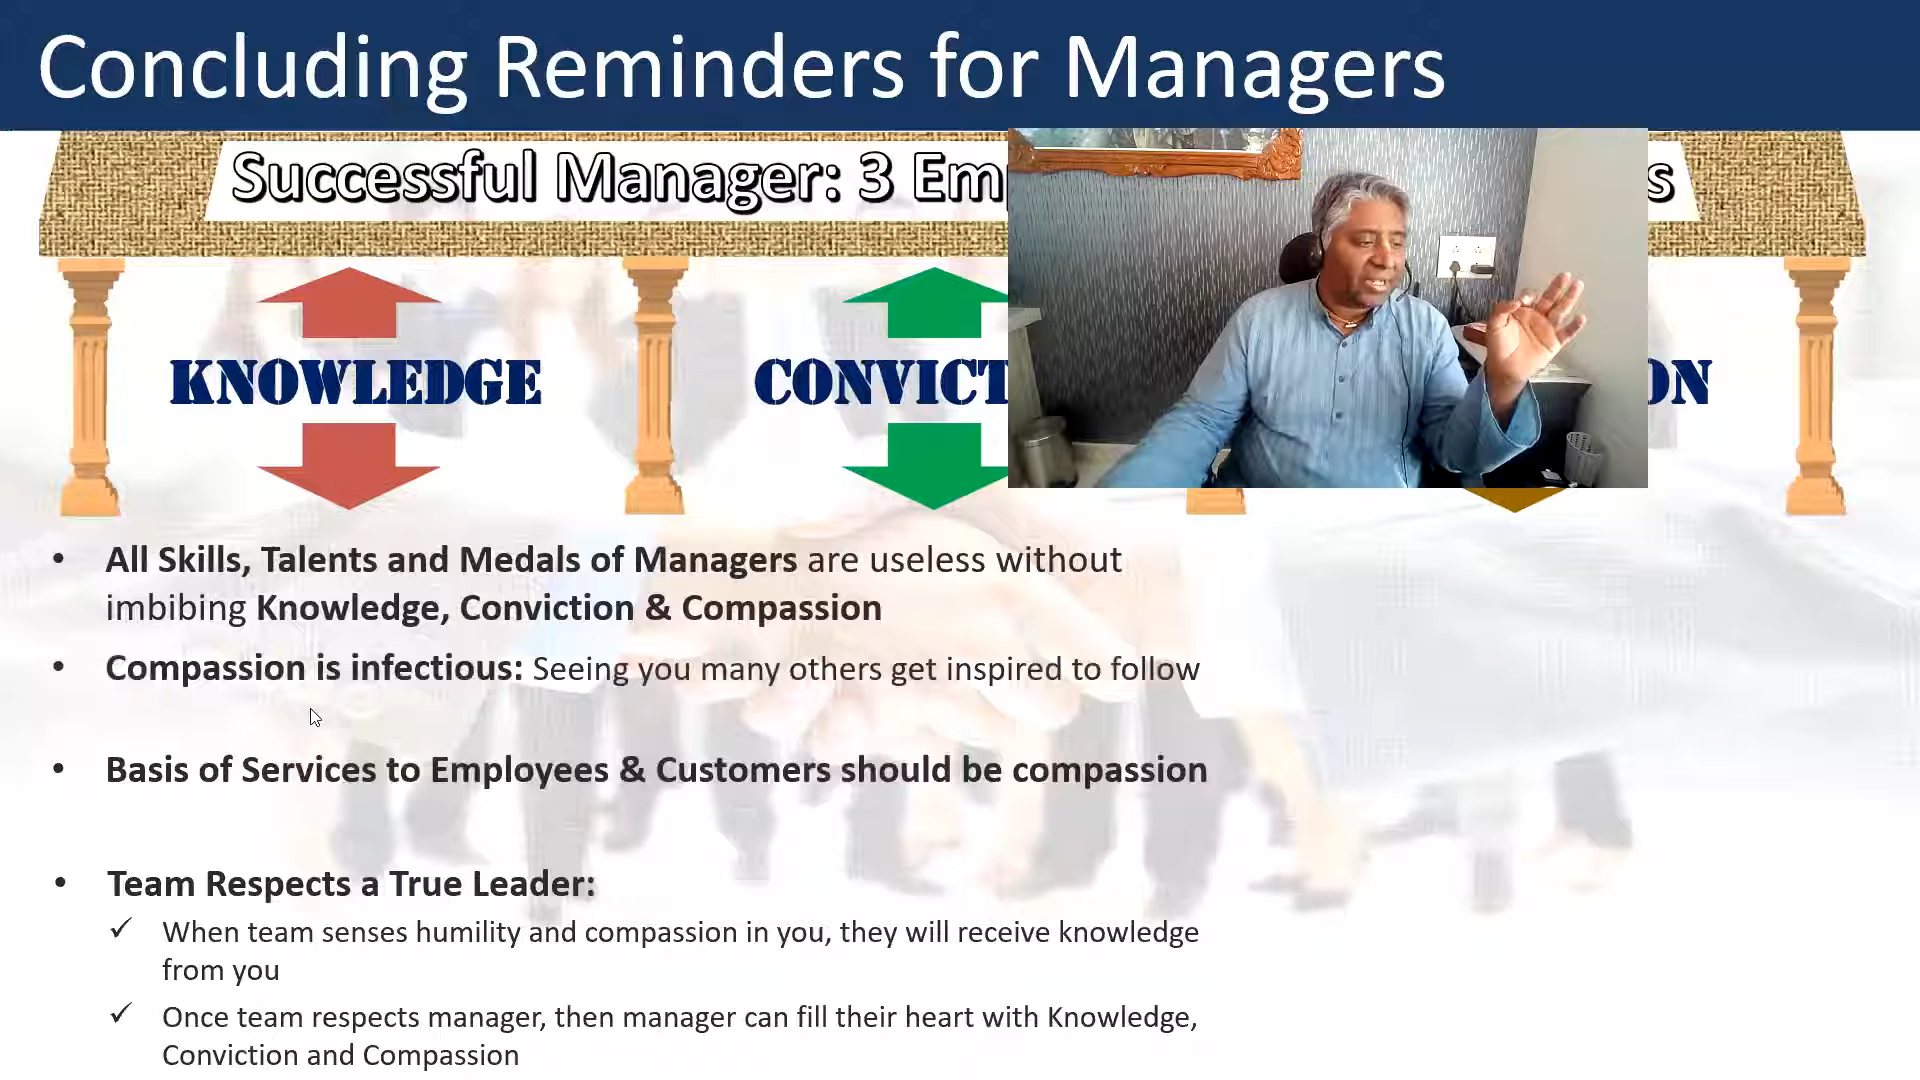 Concluding Reminders for Managers
Successful Manager: 3
KNOWLEDGE
• All Skills, Talents and Medals of Managers are useless without
imbibing Knowledge, Conviction & Compassion
• Compassion is infectious: Seeing you many others get inspired to follow
• Basis of Services to Employees & Customers should be compassion
• Team Respects a True Leader:
✓ When team senses humility and compassion in you, they will receive knowledge
from you
✓ Once team respects manager, then manager can fill their heart with Knowledge,
Conviction and Compassion